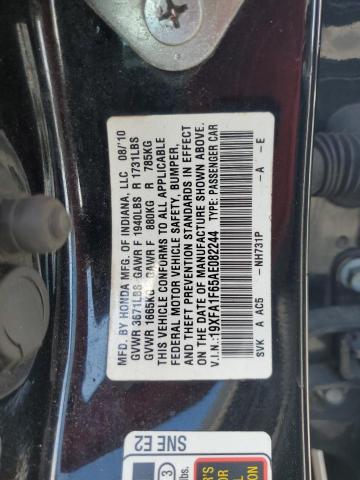 MFD. BY HONDA MFG. OF INDIANA, LLC 08/'10
GVWR 3671LBS GAWR F 1940LBS R 1731LBS
GVWR 1665KG GAWR F 880KG R 785KG
THIS VEHICLE CONFORMS TO ALL APPLICABLE
FEDERAL MOTOR VEHICLE SAFETY, BUMPER,
AND THEFT PREVENTION STANDARDS IN EFFECT
ON THE DATE OF MANUFACTURE SHOWN ABOVE.
V.I.N.:19XFA1F65AE082244 TYPE: PASSENGER CAR
SVK A AC5 -NH731P -A -E
SNE E2
3